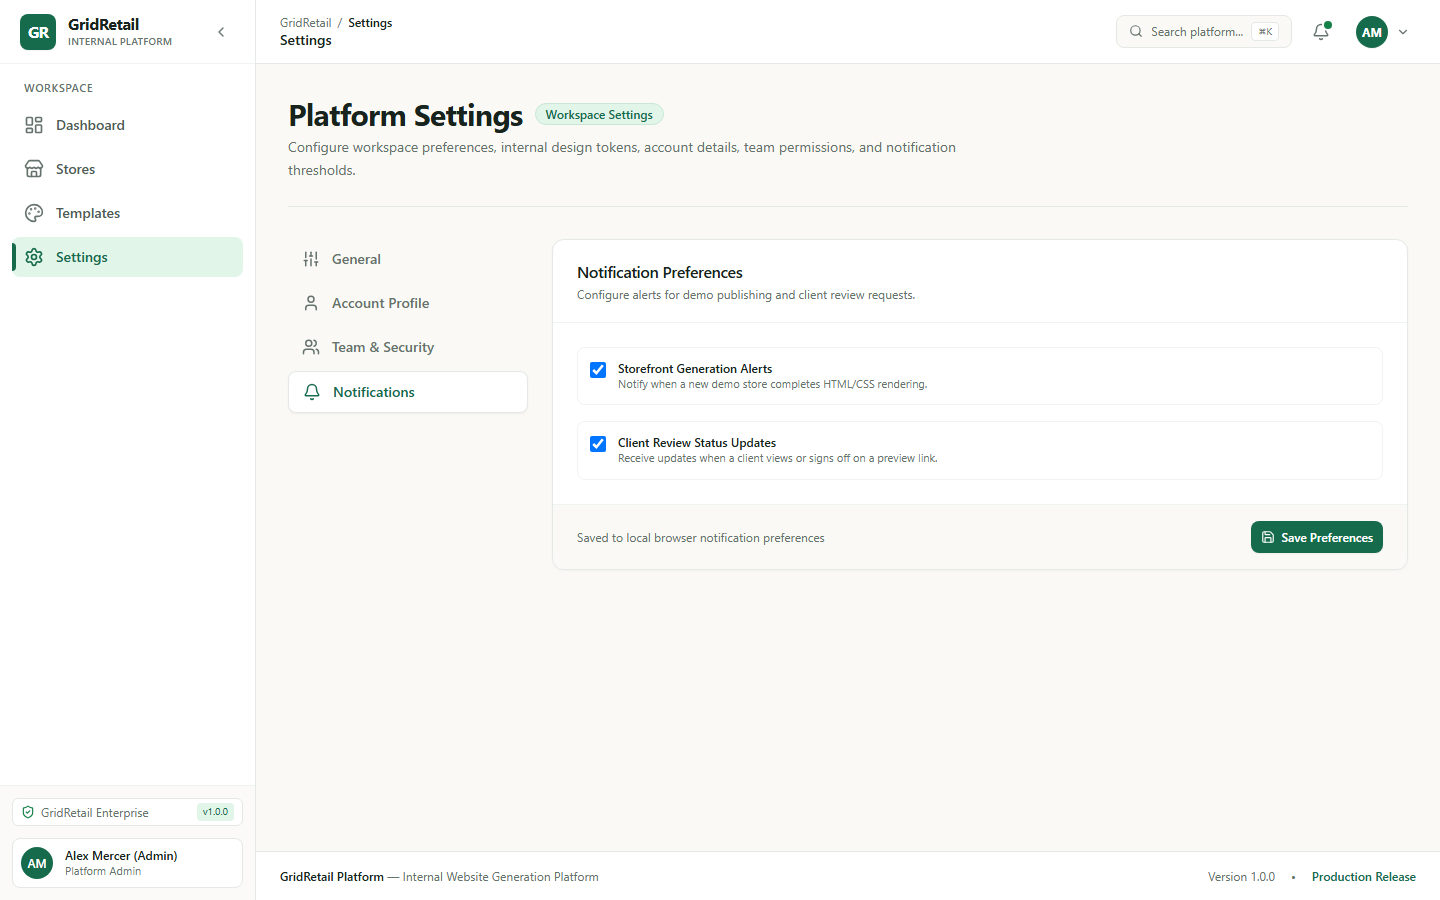 GR
GridRetail
INTERNAL PLATFORM
WORKSPACE
Dashboard
Stores
Templates
Settings
GridRetail Enterprise
v1.0.0
AM
Alex Mercer (Admin)
Platform Admin
GridRetail / Settings
Settings
Search platform...
⌘K
AM
Platform Settings
Workspace Settings
Configure workspace preferences, internal design tokens, account details, team permissions, and notification
thresholds.
General
Account Profile
Team & Security
Notifications
Notification Preferences
Configure alerts for demo publishing and client review requests.
Storefront Generation Alerts
Notify when a new demo store completes HTML/CSS rendering.
Client Review Status Updates
Receive updates when a client views or signs off on a preview link.
Saved to local browser notification preferences
Save Preferences
GridRetail Platform — Internal Website Generation Platform
Version 1.0.0 • Production Release